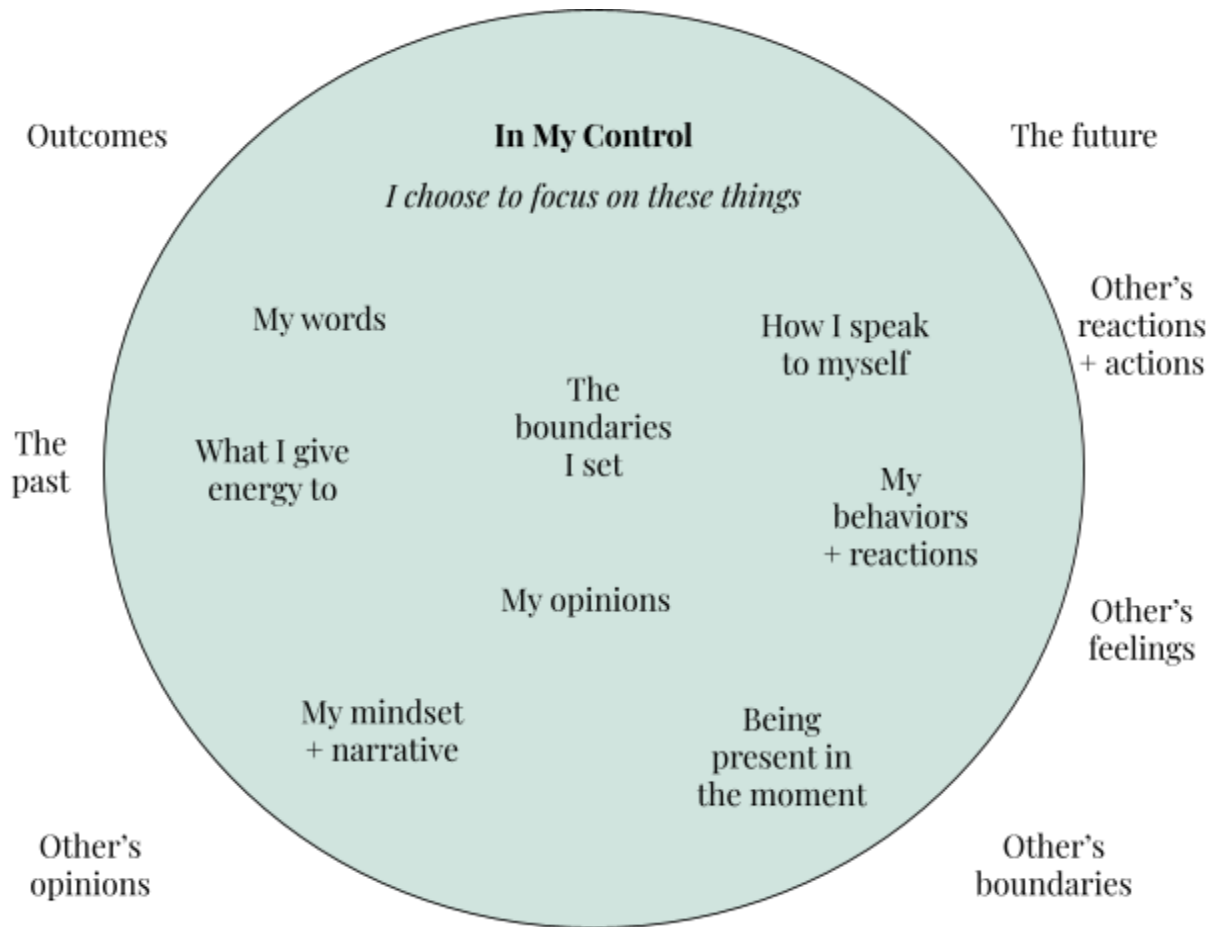 Outcomes
In My Control
The future
I choose to focus on these things
Other’s
reactions
+ actions
My words
How I speak
to myself
The
boundaries
I set
The
past
What I give
energy to
My
behaviors
+ reactions
My opinions
Other’s
feelings
My mindset
+ narrative
Being
present in
the moment
Other’s
opinions
Other’s
boundaries